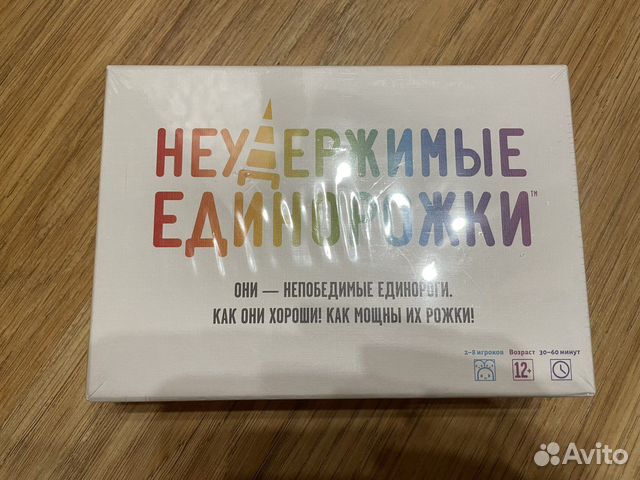 НЕУДЕРЖИМЫЕ
ЕДИНОРОЖКИ™
ОНИ — НЕПОБЕДИМЫЕ ЕДИНОРОГИ.
КАК ОНИ ХОРОШИ! КАК МОЩНЫ ИХ РОЖКИ!
2–8 игроков Возраст 30–60 минут
12+
Avito